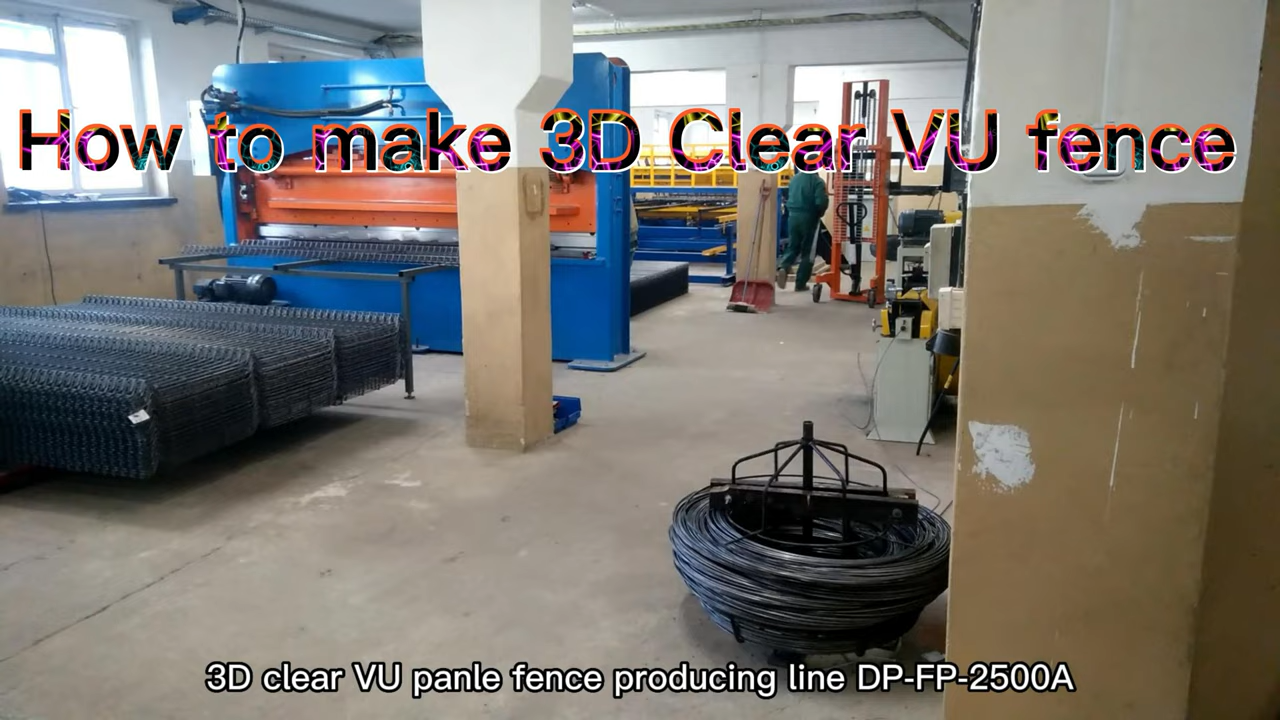 How to make 3D Clear VU fence
3D clear VU panle fence producing line DP-FP-2500A